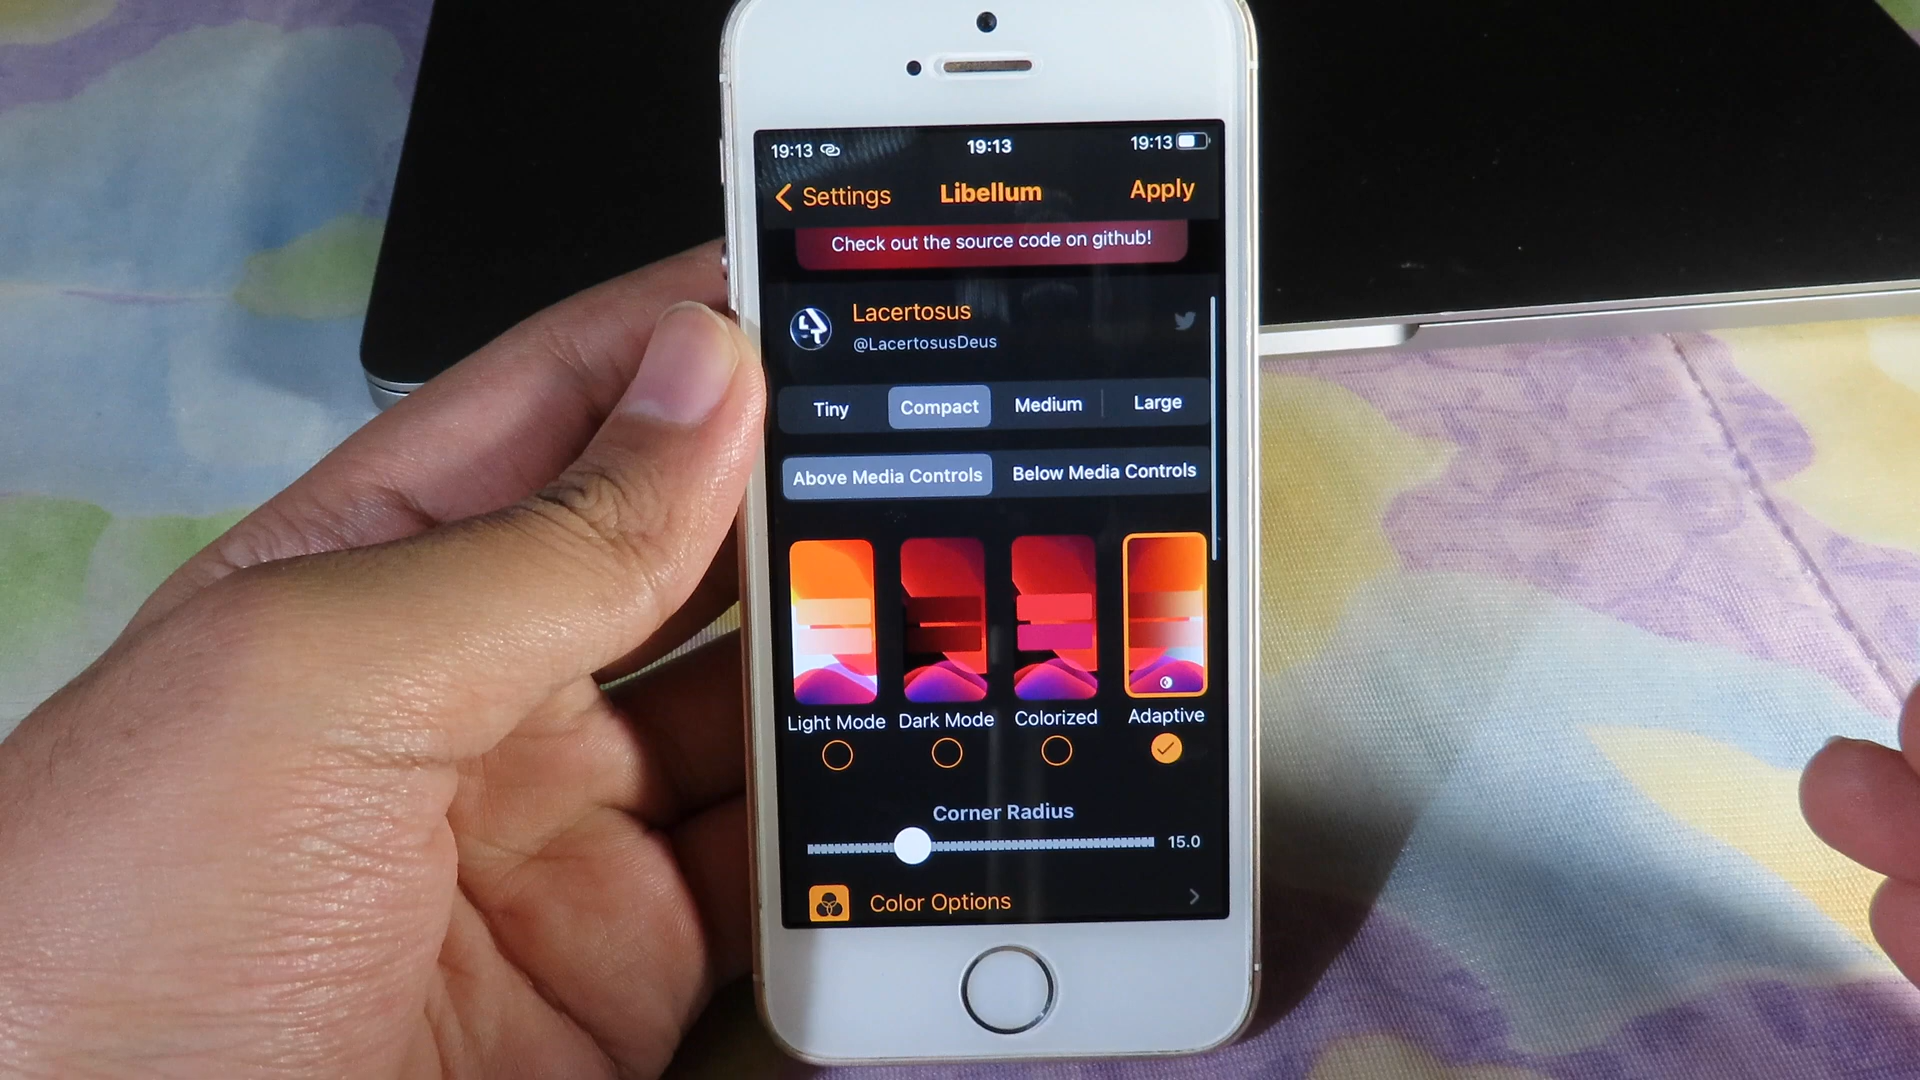 19:13 19:13 19:13
Settings Libellum Apply
Check out the source code on github!
Lacertosus
@LacertosusDeus
Tiny Compact Medium Large
Above Media Controls Below Media Controls
Light Mode Dark Mode Colorized Adaptive
Corner Radius
15.0
Color Options